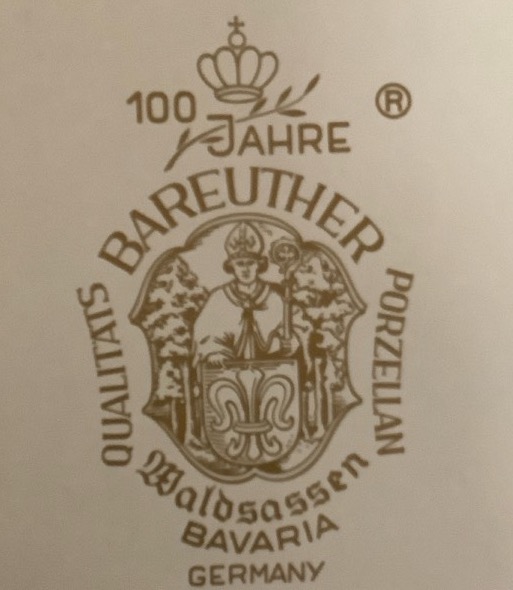 100 JAHRE ®
BAREUTHER
QUALITÄTS
PORZELLAN
Waldsassen
BAVARIA
GERMANY